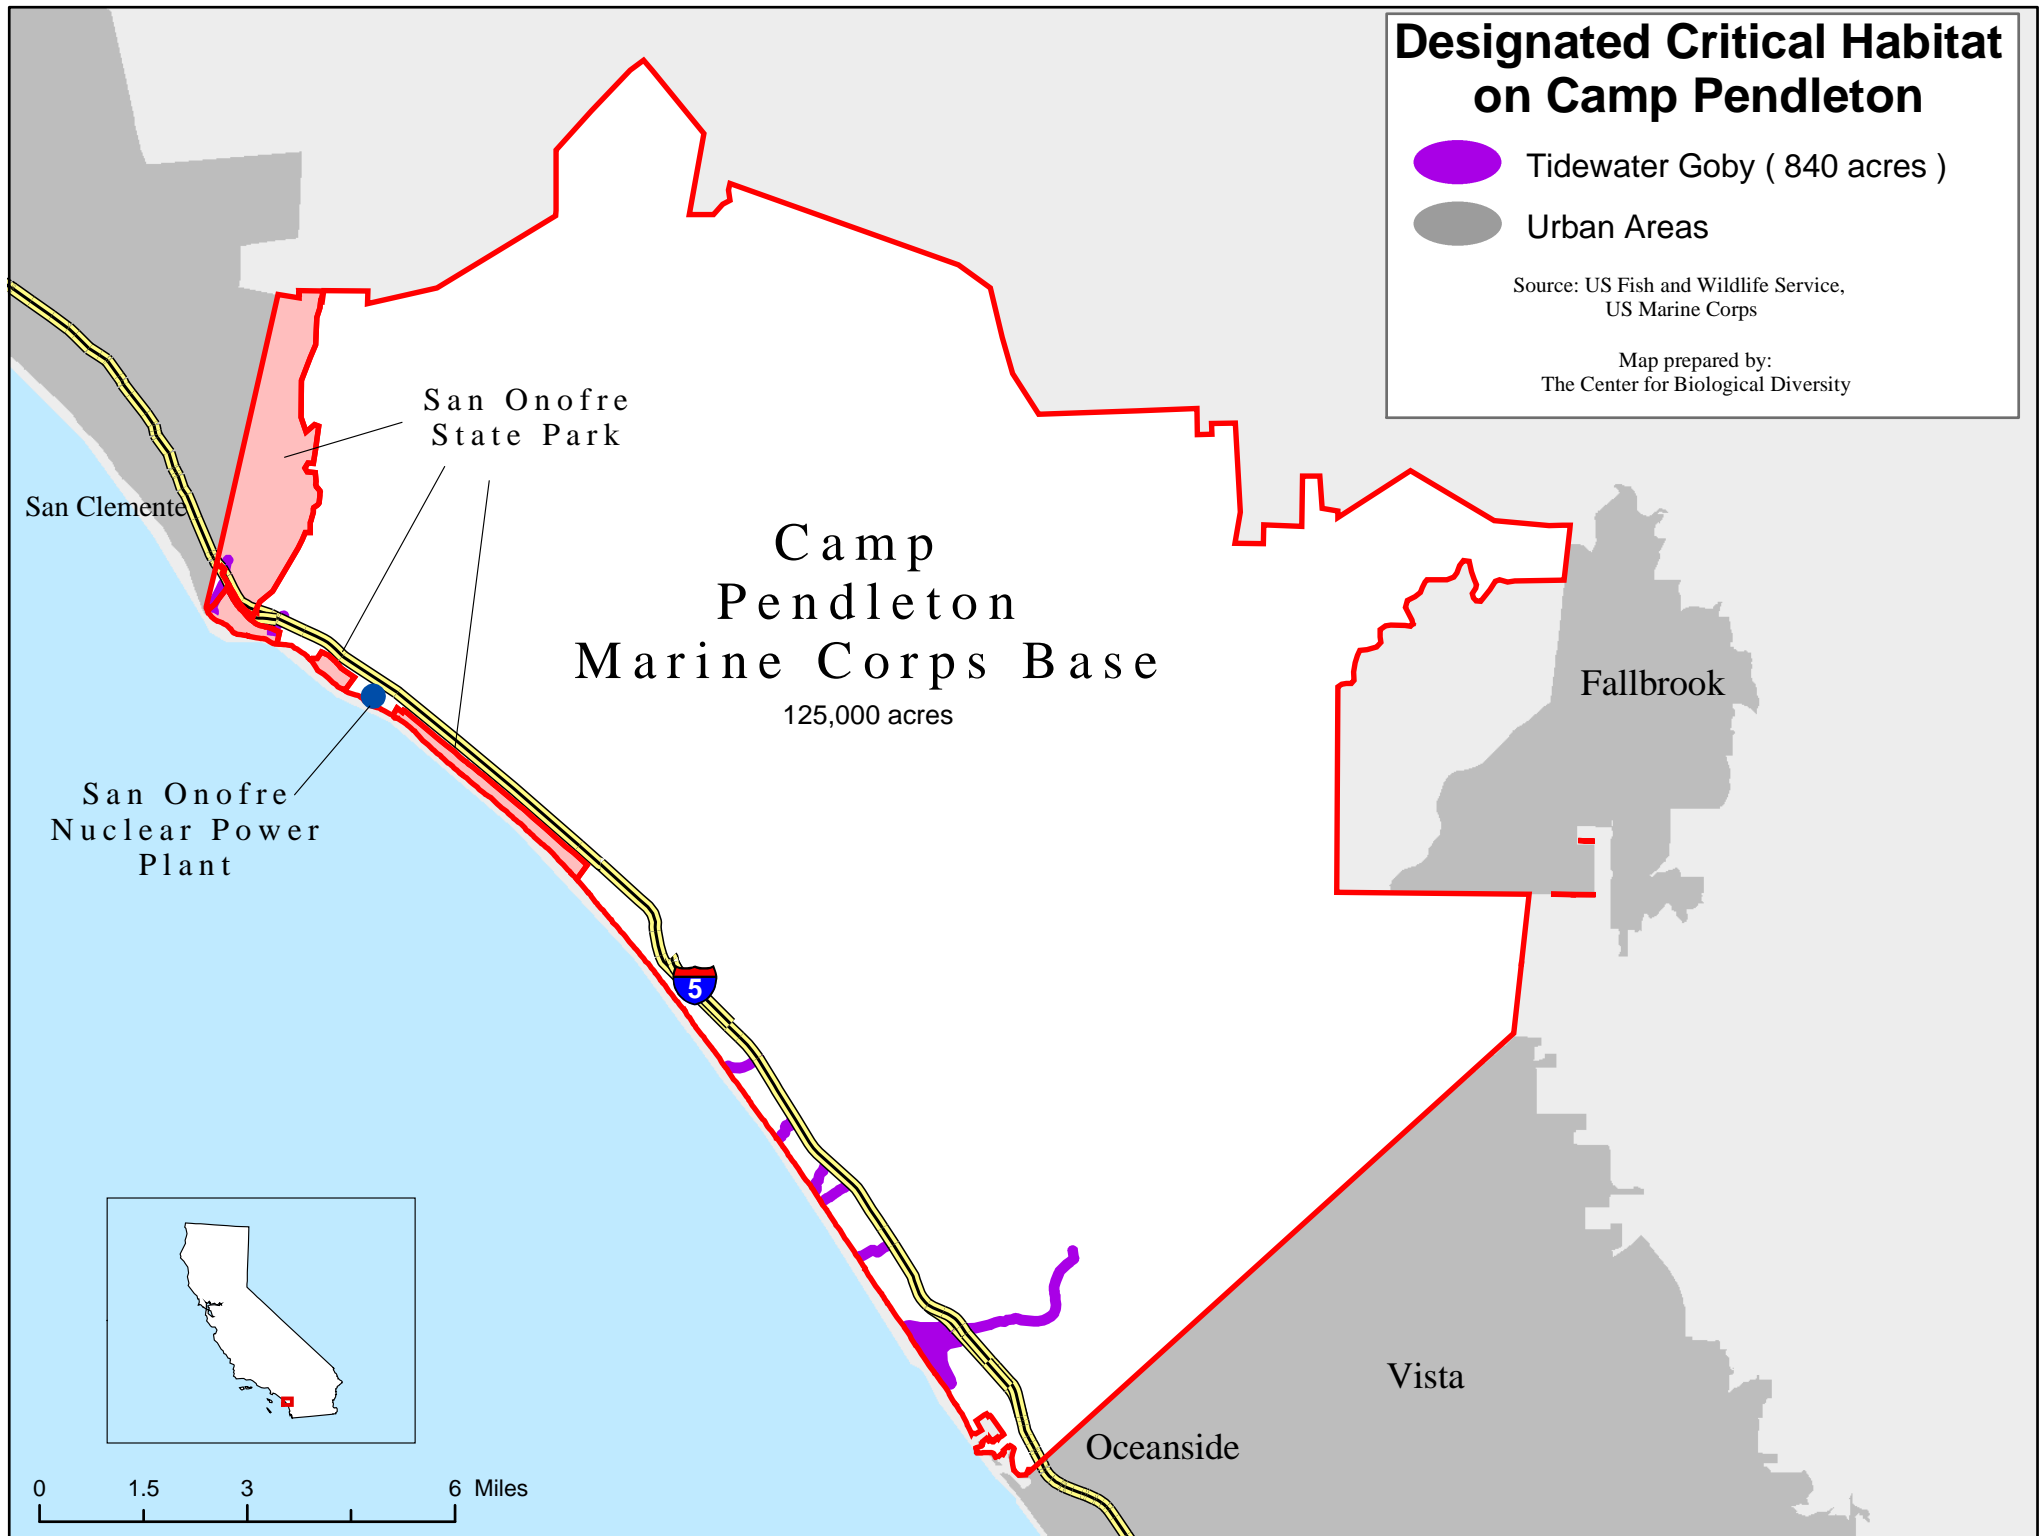 Designated Critical Habitat
on Camp Pendleton
Tidewater Goby ( 840 acres )
Urban Areas
Source: US Fish and Wildlife Service,
US Marine Corps
Map prepared by:
The Center for Biological Diversity
San Onofre
State Park
San Clemente
Camp
Pendleton
Marine Corps Base
125,000 acres
Fallbrook
San Onofre
Nuclear Power
Plant
5
Vista
Oceanside
0 1.5 3 6 Miles